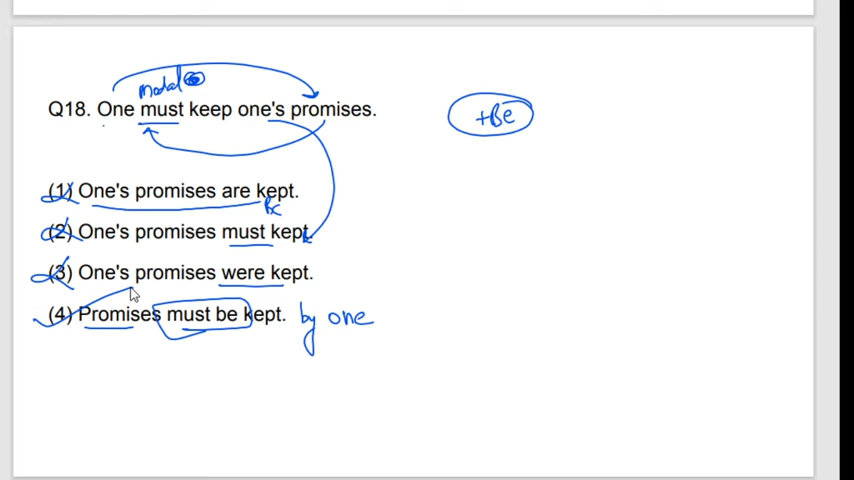 modal
Q18. One must keep one's promises.
+Be
(1) One's promises are kept.
(2) One's promises must kept.
(3) One's promises were kept.
(4) Promises must be kept. by one